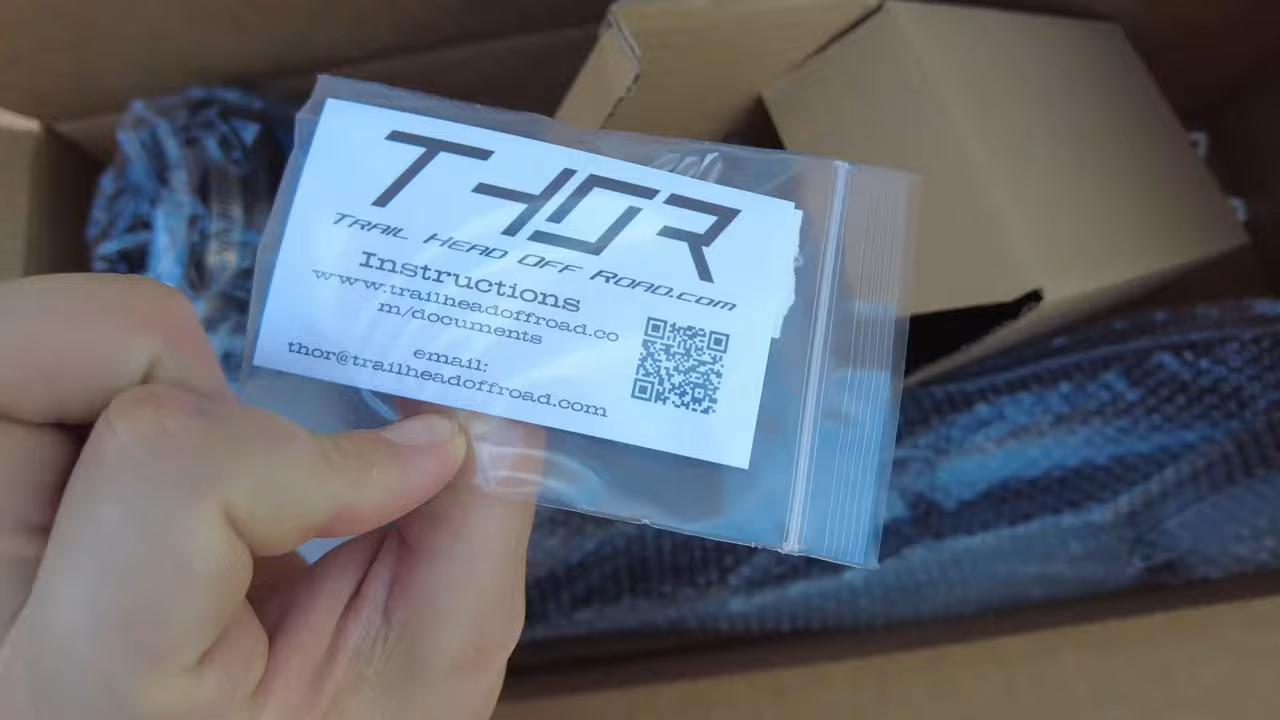 THOR
TRAIL HEAD OFF ROAD.COM
Instructions
www.trailheadoffroad.co
m/documents
email:
thor@trailheadoffroad.com